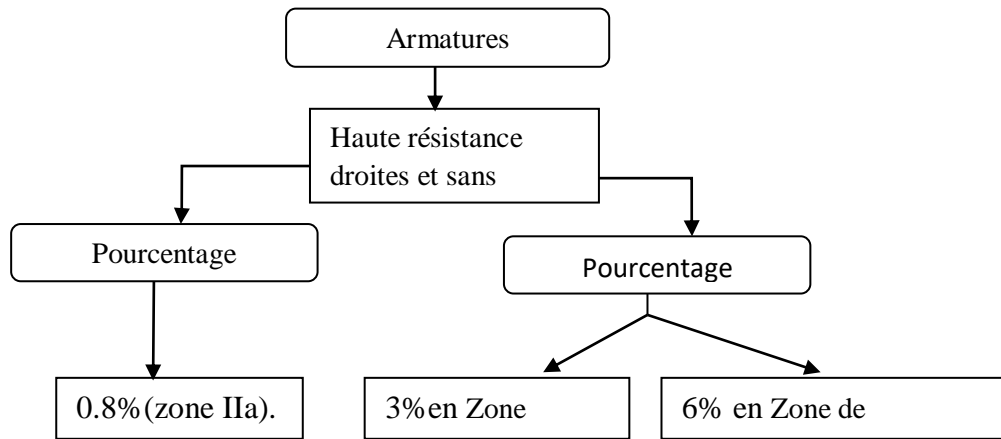 Armatures
Haute résistance
droites et sans
Pourcentage
Pourcentage
0.8% (zone IIa).
3%en Zone
6% en Zone de